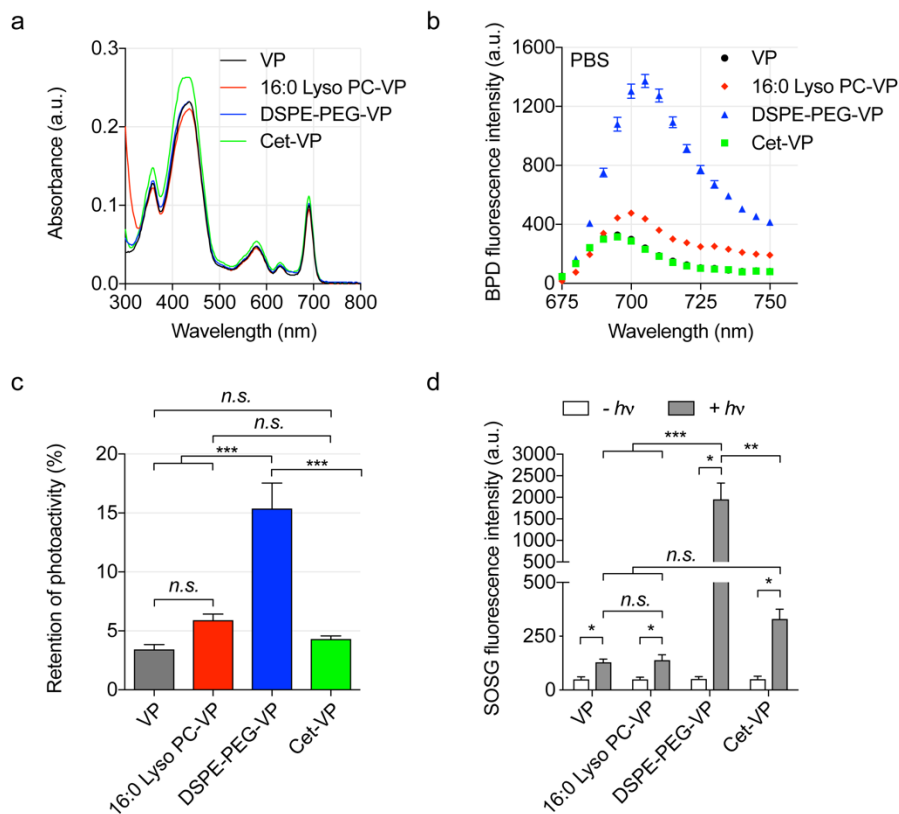 a
0.3
0.2
0.1
0.0
300 400 500 600 700 800
Absorbance (a.u.)
Wavelength (nm)
VP
16:0 Lyso PC-VP
DSPE-PEG-VP
Cet-VP
b
1600
1400
1200
800
400
0
675 700 725 750
BPD fluorescence intensity (a.u.)
Wavelength (nm)
PBS
VP
16:0 Lyso PC-VP
DSPE-PEG-VP
Cet-VP
c
n.s.
n.s.
***
***
n.s.
20
15
10
5
0
Retention of photoactivity (%)
VP
16:0 Lyso PC-VP
DSPE-PEG-VP
Cet-VP
d
- hν
+ hν
***
*
**
n.s.
n.s.
*
*
*
3000
2500
2000
1500
1000
500
500
250
0
SOSG fluorescence intensity (a.u.)
VP
16:0 Lyso PC-VP
DSPE-PEG-VP
Cet-VP